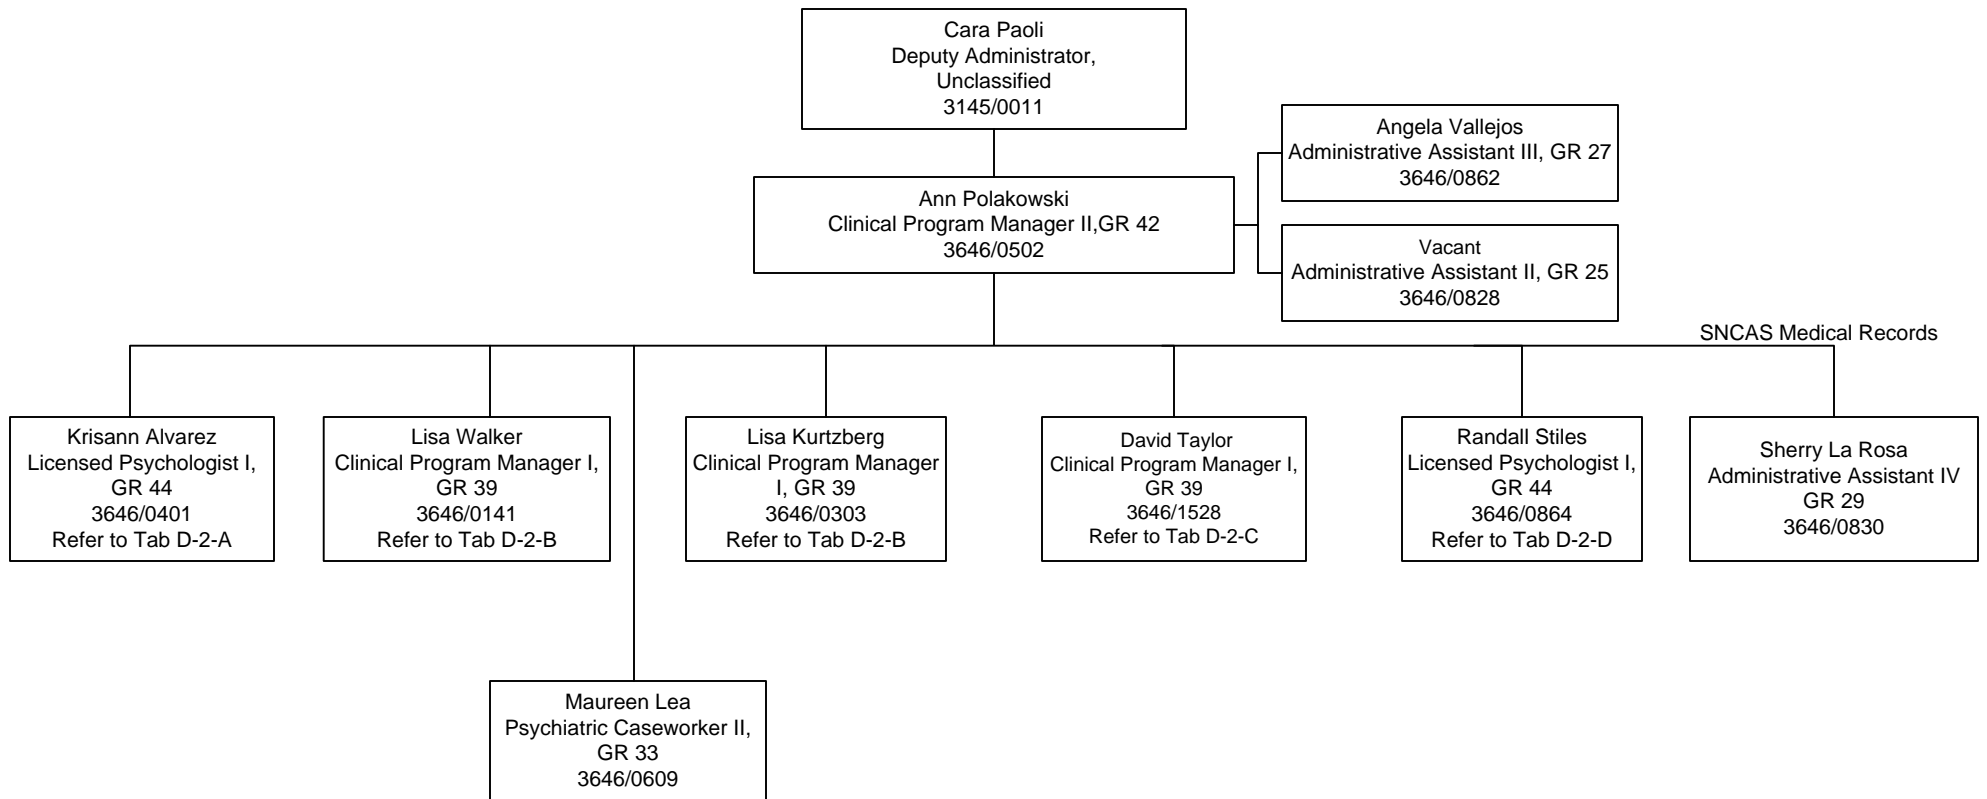 Cara Paoli
Deputy Administrator,
Unclassified
3145/0011
Angela Vallejos
Administrative Assistant III, GR 27
3646/0862
Ann Polakowski
Clinical Program Manager II,GR 42
3646/0502
Vacant
Administrative Assistant II, GR 25
3646/0828
SNCAS Medical Records
Krisann Alvarez
Licensed Psychologist I,
GR 44
3646/0401
Refer to Tab D-2-A
Lisa Walker
Clinical Program Manager I,
GR 39
3646/0141
Refer to Tab D-2-B
Lisa Kurtzberg
Clinical Program Manager
I, GR 39
3646/0303
Refer to Tab D-2-B
David Taylor
Clinical Program Manager I,
GR 39
3646/1528
Refer to Tab D-2-C
Randall Stiles
Licensed Psychologist I,
GR 44
3646/0864
Refer to Tab D-2-D
Sherry La Rosa
Administrative Assistant IV
GR 29
3646/0830
Maureen Lea
Psychiatric Caseworker II,
GR 33
3646/0609